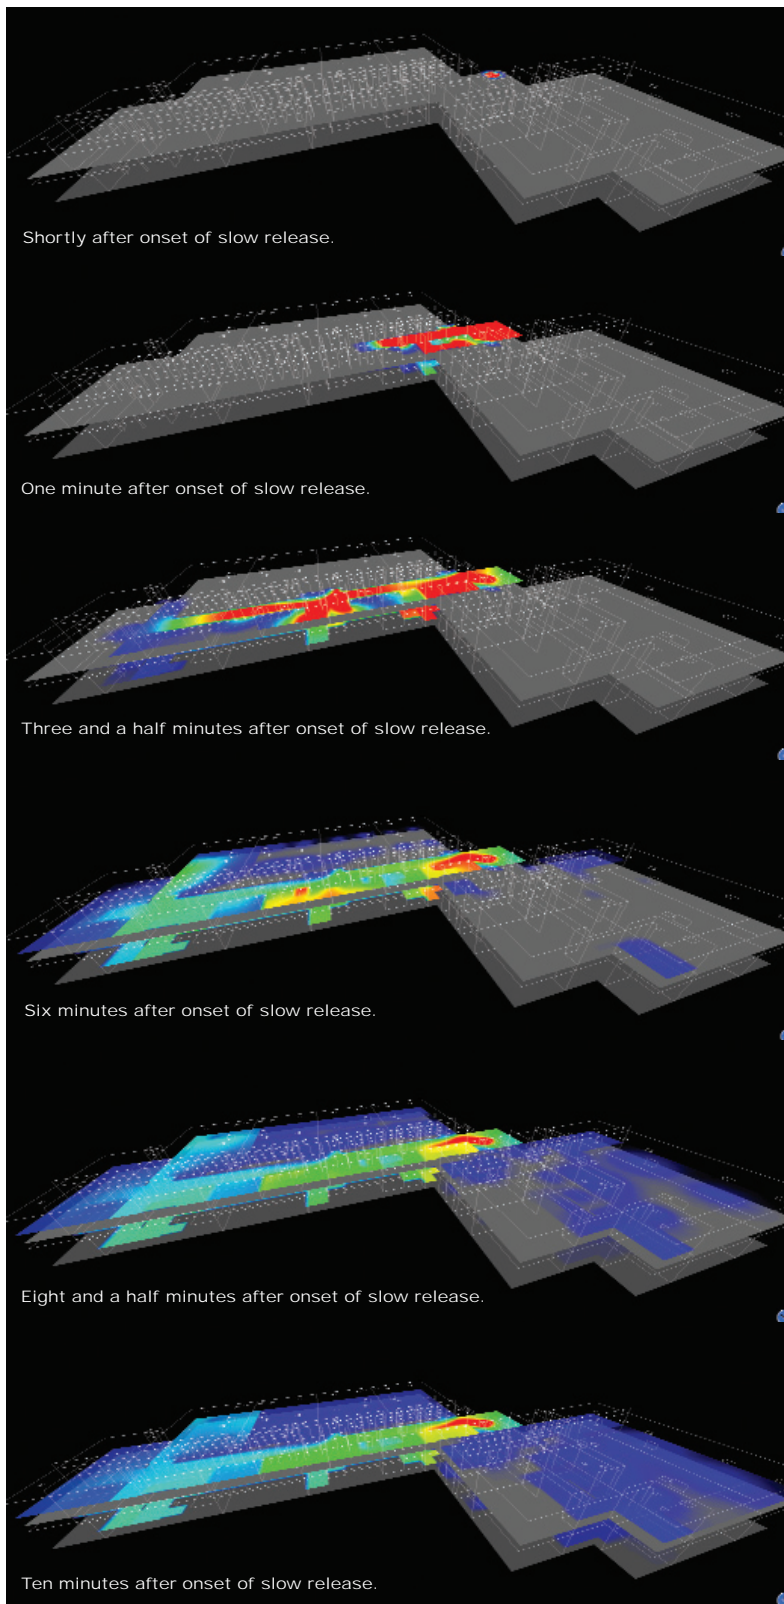 Shortly after onset of slow release.
One minute after onset of slow release.
Three and a half minutes after onset of slow release.
Six minutes after onset of slow release.
Eight and a half minutes after onset of slow release.
Ten minutes after onset of slow release.